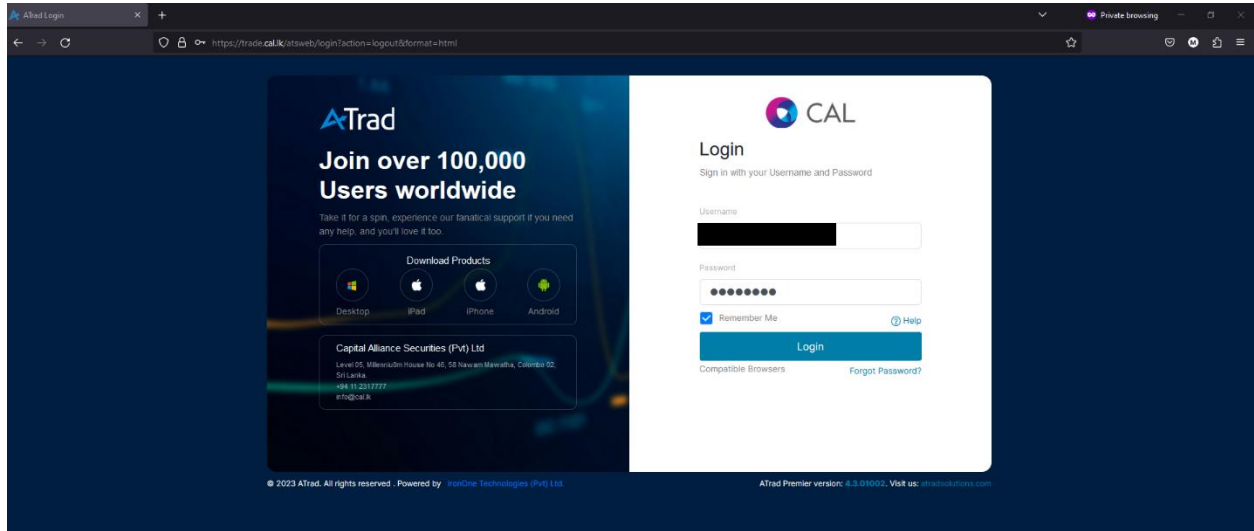 ATrad Login
Private browsing
https://trade.cal.lk/atsweb/login?action=logout&format=html
M
ATrad
Join over 100,000
Users worldwide
Take it for a spin, experience our fanatical support if you need
any help, and you'll love it too.
Download Products
Desktop
iPad
iPhone
Android
Capital Alliance Securities (Pvt) Ltd
Level 05, Millenniu0m House No 46, 58 Nawam Mawatha, Colombo 02,
Sri Lanka.
+94 11 2317777
info@cal.lk
CAL
Login
Sign in with your Username and Password
Username
Password
Remember Me
Help
Login
Compatible Browsers
Forgot Password?
© 2023 ATrad. All rights reserved . Powered by IronOne Technologies (Pvt) Ltd.
ATrad Premier version: 4.3.01002. Visit us: atradsolutions.com